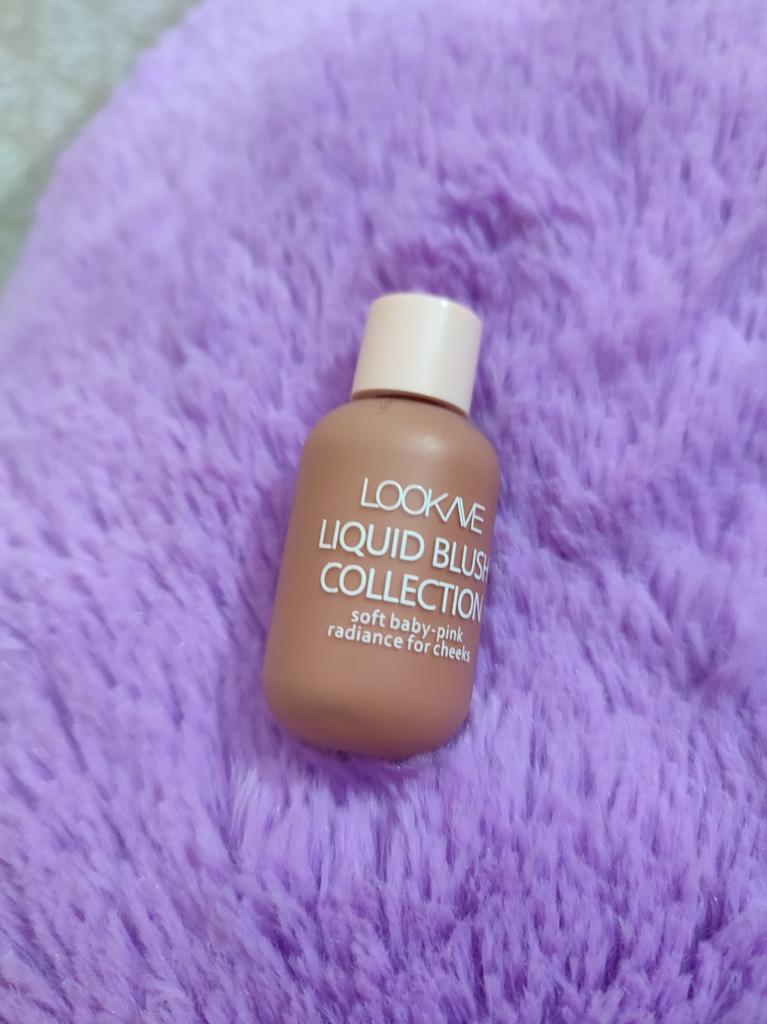 LOOKAVE
LIQUID BLUSH
COLLECTION
soft baby-pink
radiance for cheeks